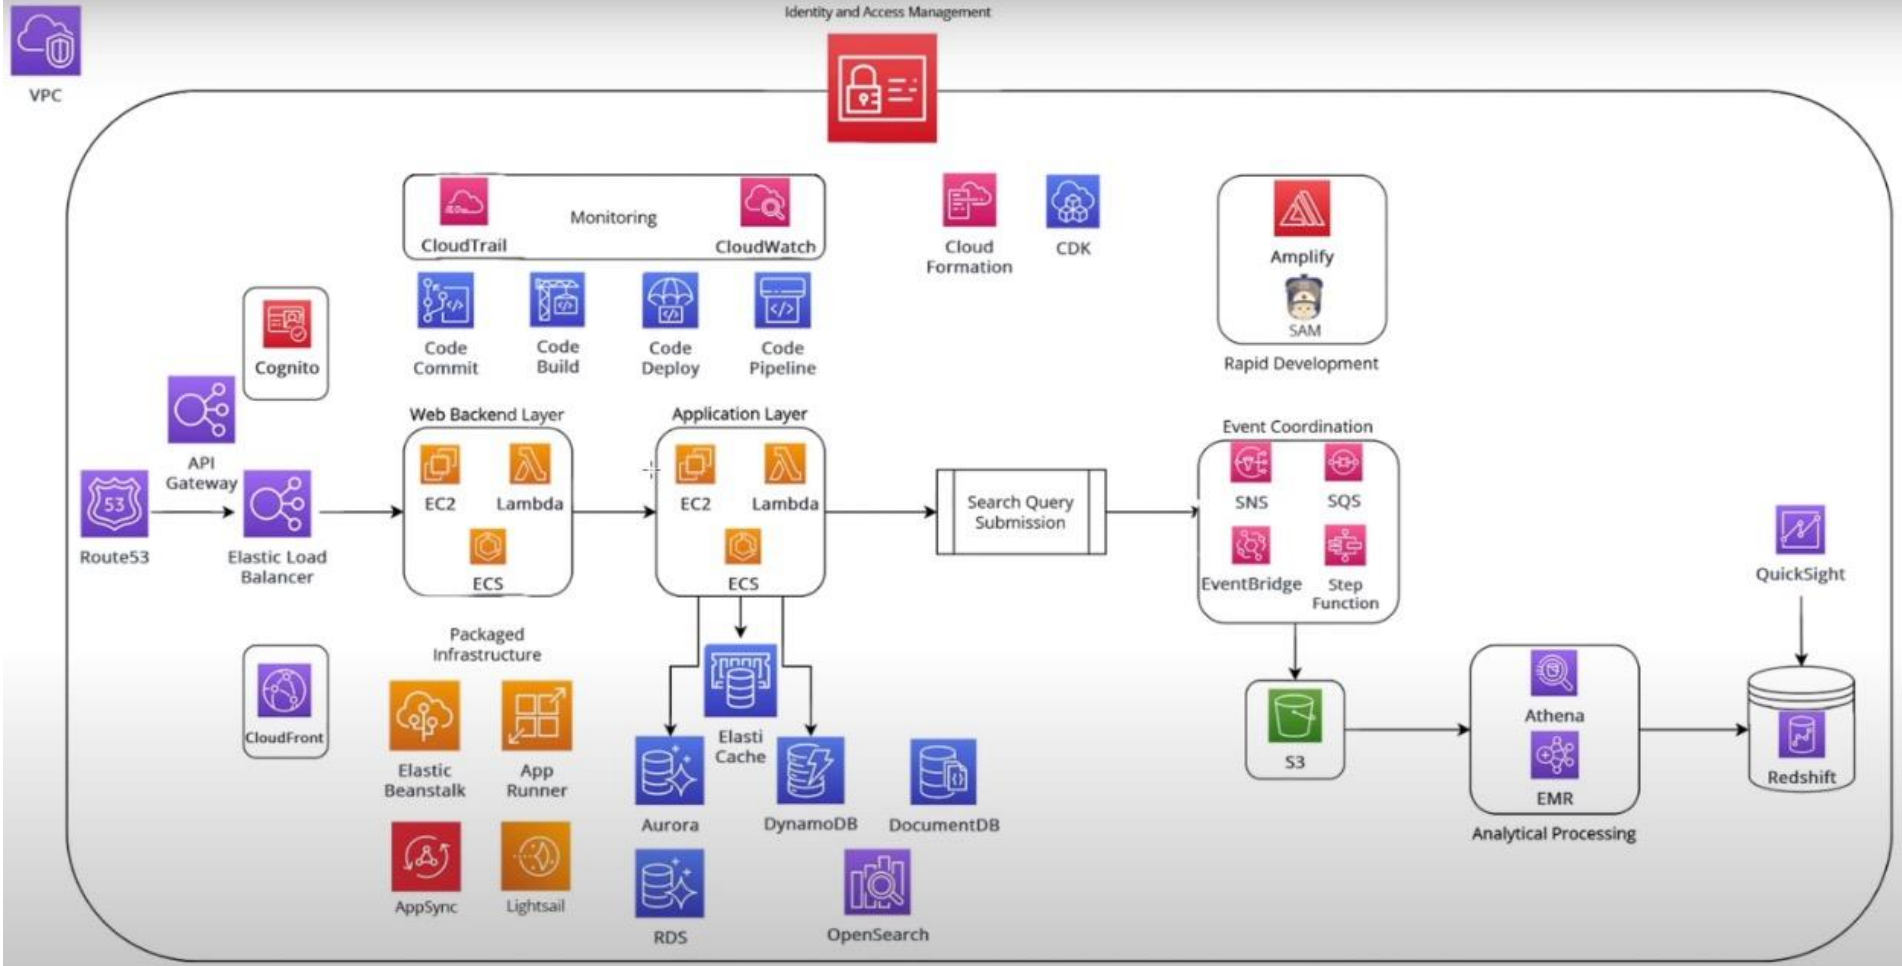 Identity and Access Management
VPC
CloudTrail
Monitoring
CloudWatch
Cloud
Formation
CDK
Amplify
SAM
Rapid Development
Cognito
Code
Commit
Code
Build
Code
Deploy
Code
Pipeline
API
Gateway
53
Route53
Elastic Load
Balancer
Web Backend Layer
EC2
Lambda
ECS
Application Layer
EC2
Lambda
ECS
Search Query
Submission
Event Coordination
SNS
SQS
EventBridge
Step
Function
QuickSight
CloudFront
Packaged
Infrastructure
Elastic
Beanstalk
App
Runner
AppSync
Lightsail
Elasti
Cache
Aurora
DynamoDB
DocumentDB
RDS
OpenSearch
S3
Athena
EMR
Analytical Processing
Redshift